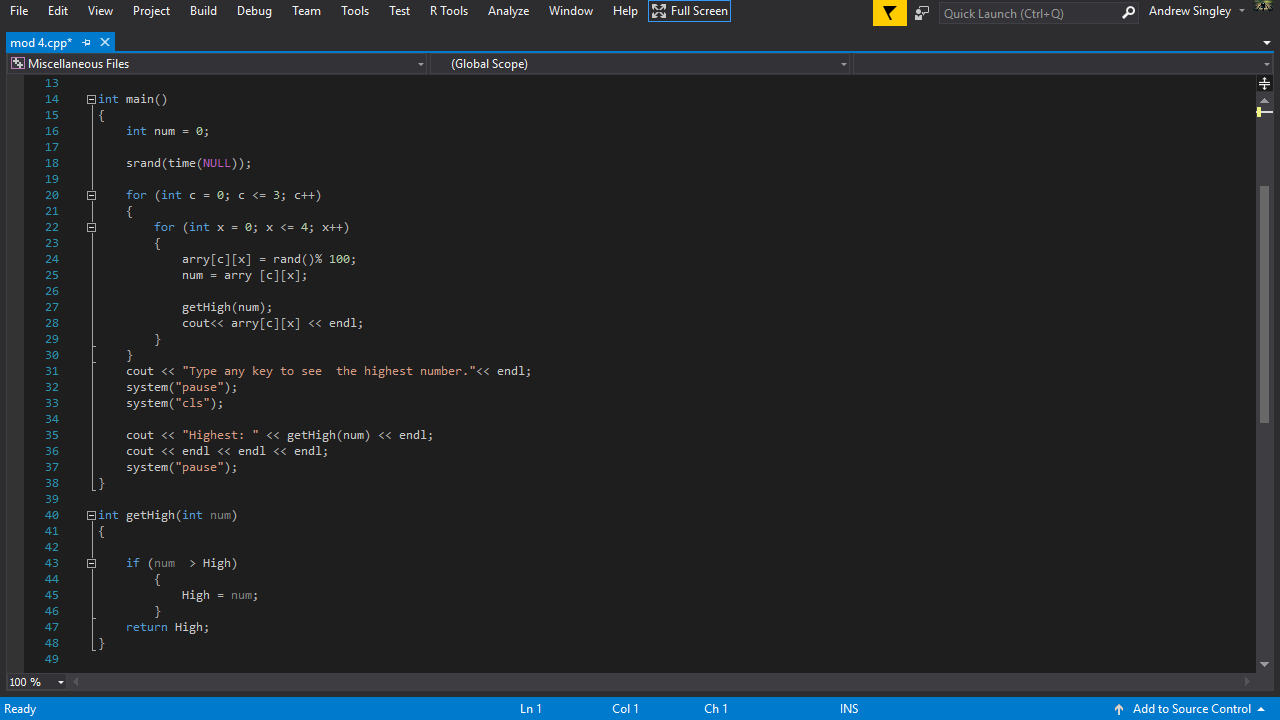 File Edit View Project Build Debug Team Tools Test R Tools Analyze Window Help Full Screen Quick Launch (Ctrl+Q) Andrew Singley
mod 4.cpp*
Miscellaneous Files (Global Scope)
13
14 int main()
15 {
16 int num = 0;
17
18 srand(time(NULL));
19
20 for (int c = 0; c <= 3; c++)
21 {
22 for (int x = 0; x <= 4; x++)
23 {
24 arry[c][x] = rand()% 100;
25 num = arry [c][x];
26
27 getHigh(num);
28 cout<< arry[c][x] << endl;
29 }
30 }
31 cout << "Type any key to see  the highest number."<< endl;
32 system("pause");
33 system("cls");
34
35 cout << "Highest: " << getHigh(num) << endl;
36 cout << endl << endl << endl;
37 system("pause");
38 }
39
40 int getHigh(int num)
41 {
42
43 if (num  > High)
44 {
45 High = num;
46 }
47 return High;
48 }
49
100 %
Ready Ln 1 Col 1 Ch 1 INS Add to Source Control